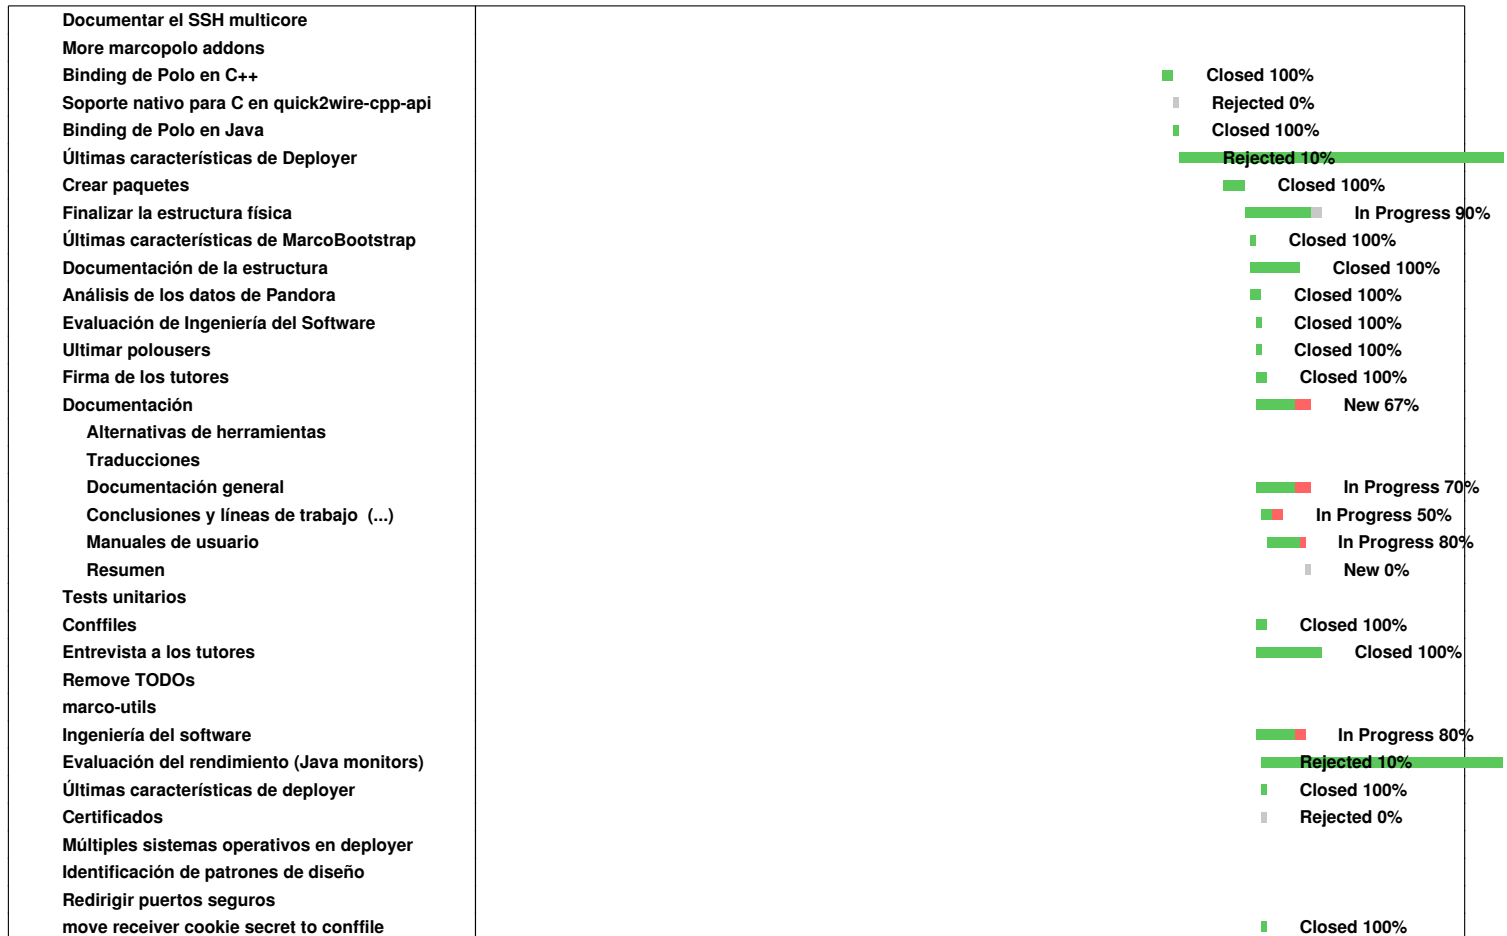 Documentar el SSH multicore
More marcopolo addons
Binding de Polo en C++ Closed 100%
Soporte nativo para C en quick2wire-cpp-api Rejected 0%
Binding de Polo en Java Closed 100%
Últimas características de Deployer Rejected 10%
Crear paquetes Closed 100%
Finalizar la estructura física In Progress 90%
Últimas características de MarcoBootstrap Closed 100%
Documentación de la estructura Closed 100%
Análisis de los datos de Pandora Closed 100%
Evaluación de Ingeniería del Software Closed 100%
Ultimar polousers Closed 100%
Firma de los tutores Closed 100%
Documentación New 67%
Alternativas de herramientas
Traducciones
Documentación general In Progress 70%
Conclusiones y líneas de trabajo (...) In Progress 50%
Manuales de usuario In Progress 80%
Resumen New 0%
Tests unitarios
Conffiles Closed 100%
Entrevista a los tutores Closed 100%
Remove TODOs
marco-utils
Ingeniería del software In Progress 80%
Evaluación del rendimiento (Java monitors) Rejected 10%
Últimas características de deployer Closed 100%
Certificados Rejected 0%
Múltiples sistemas operativos en deployer
Identificación de patrones de diseño
Redirigir puertos seguros
move receiver cookie secret to conffile Closed 100%